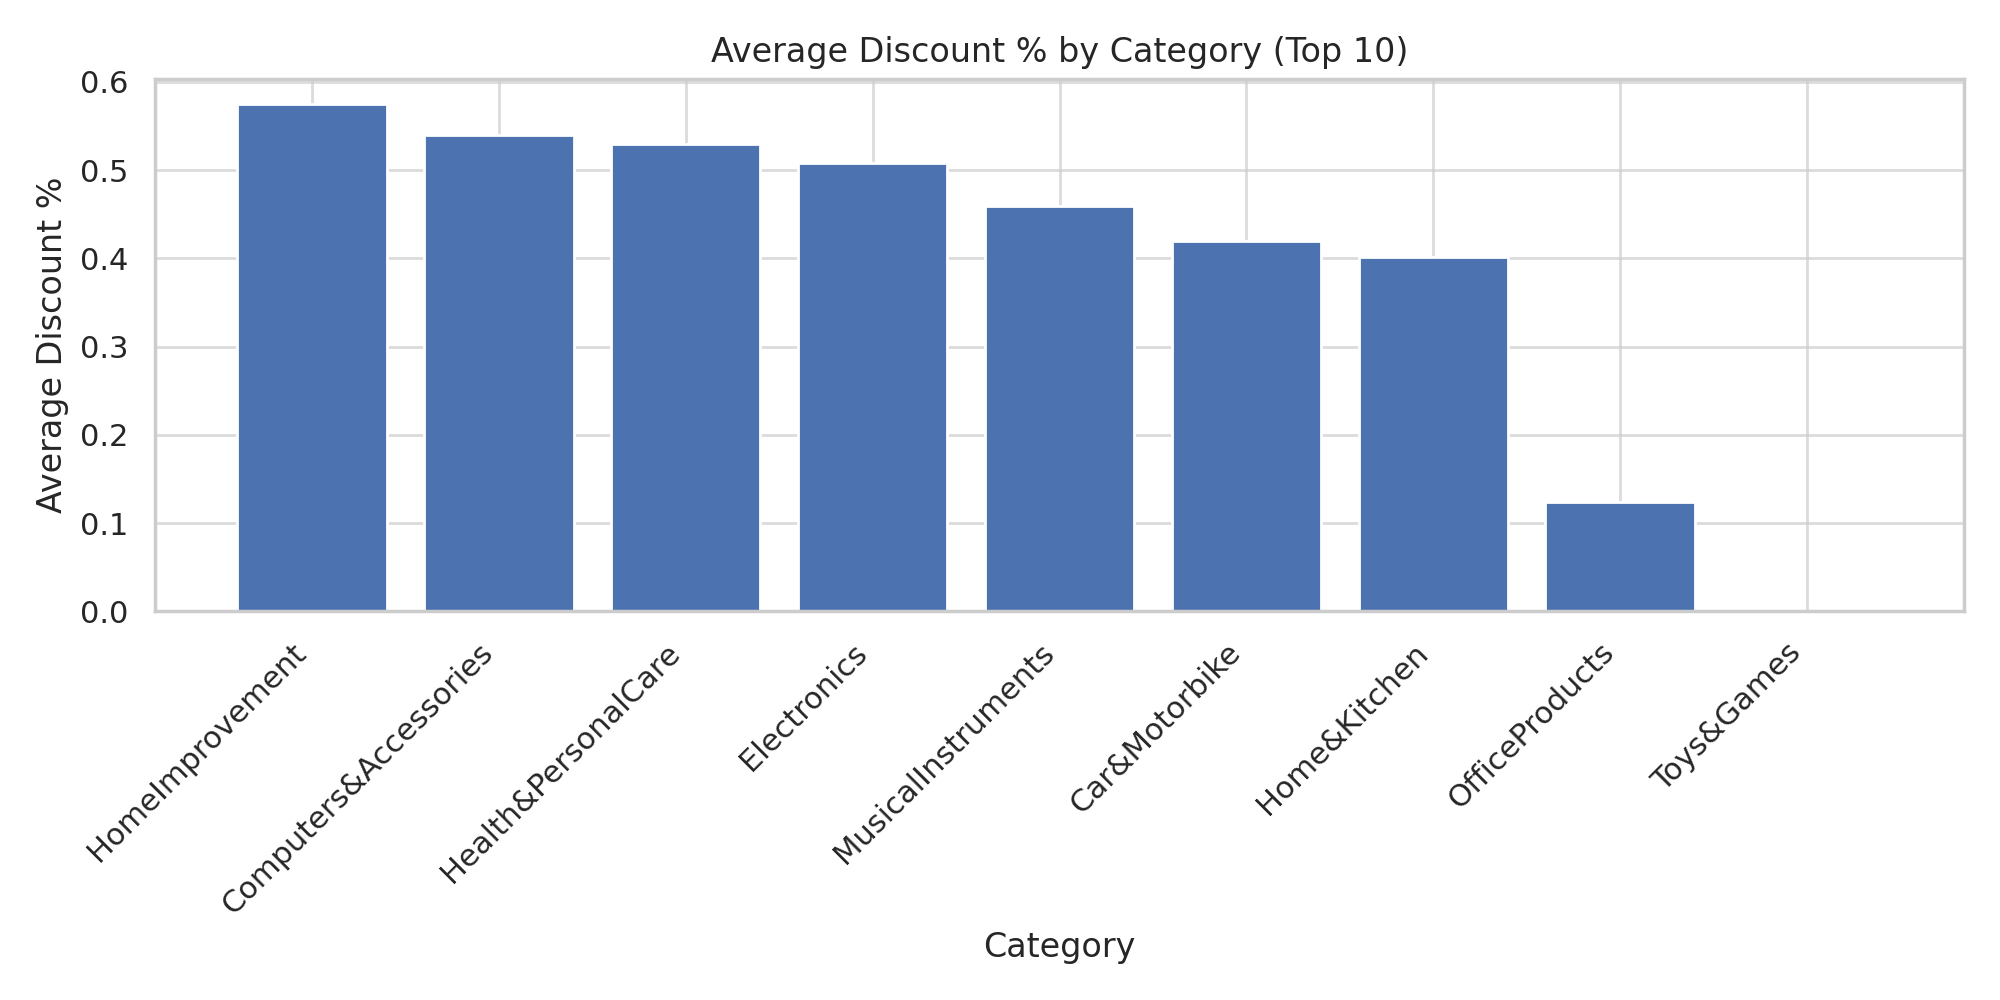 Average Discount % by Category (Top 10)
Average Discount %
0.6
0.5
0.4
0.3
0.2
0.1
0.0
HomeImprovement
Computers&Accessories
Health&PersonalCare
Electronics
MusicalInstruments
Car&Motorbike
Home&Kitchen
OfficeProducts
Toys&Games
Category